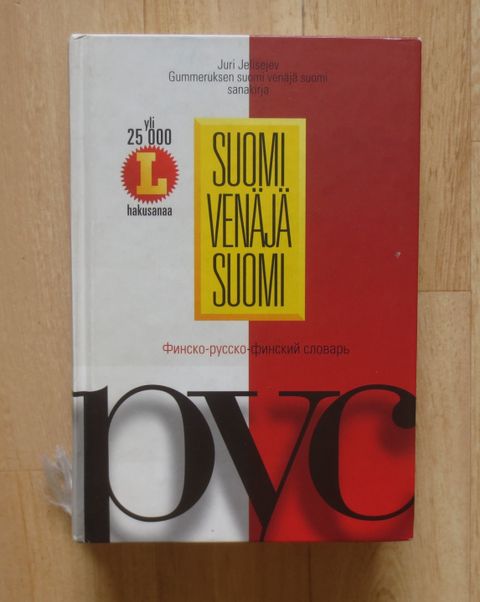 Juri Jelisejev
Gummeruksen suomi venäjä suomi
sanakirja
yli
25 000
L
hakusanaa
SUOMI
VENÄJÄ
SUOMI
Финско-русско-финский словарь
рус